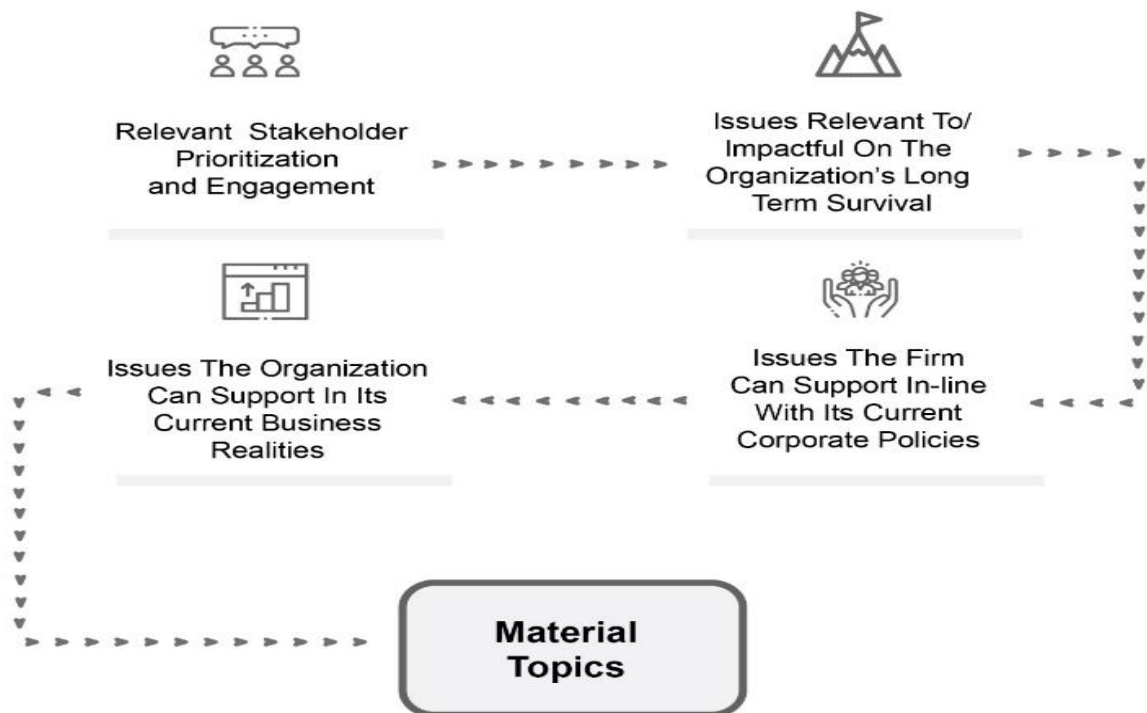 Relevant Stakeholder
Prioritization
and Engagement
Issues Relevant To/
Impactful On The
Organization's Long
Term Survival
Issues The Firm
Can Support In-line
With Its Current
Corporate Policies
Issues The Organization
Can Support In Its
Current Business
Realities
Material
Topics